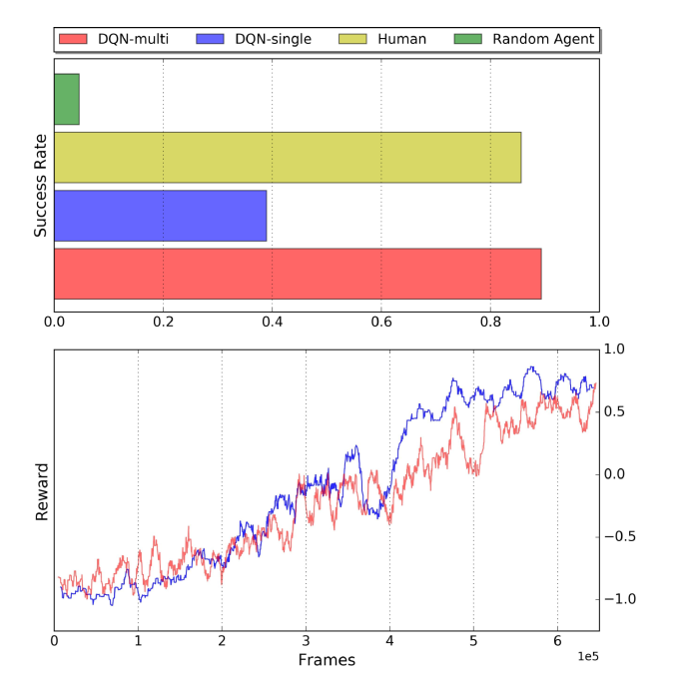 DQN-multi DQN-single Human Random Agent
Success Rate
0.0 0.2 0.4 0.6 0.8 1.0
1.0
0.5
0.0
−0.5
−1.0
Reward
0 1 2 3 4 5 6
1e5
Frames